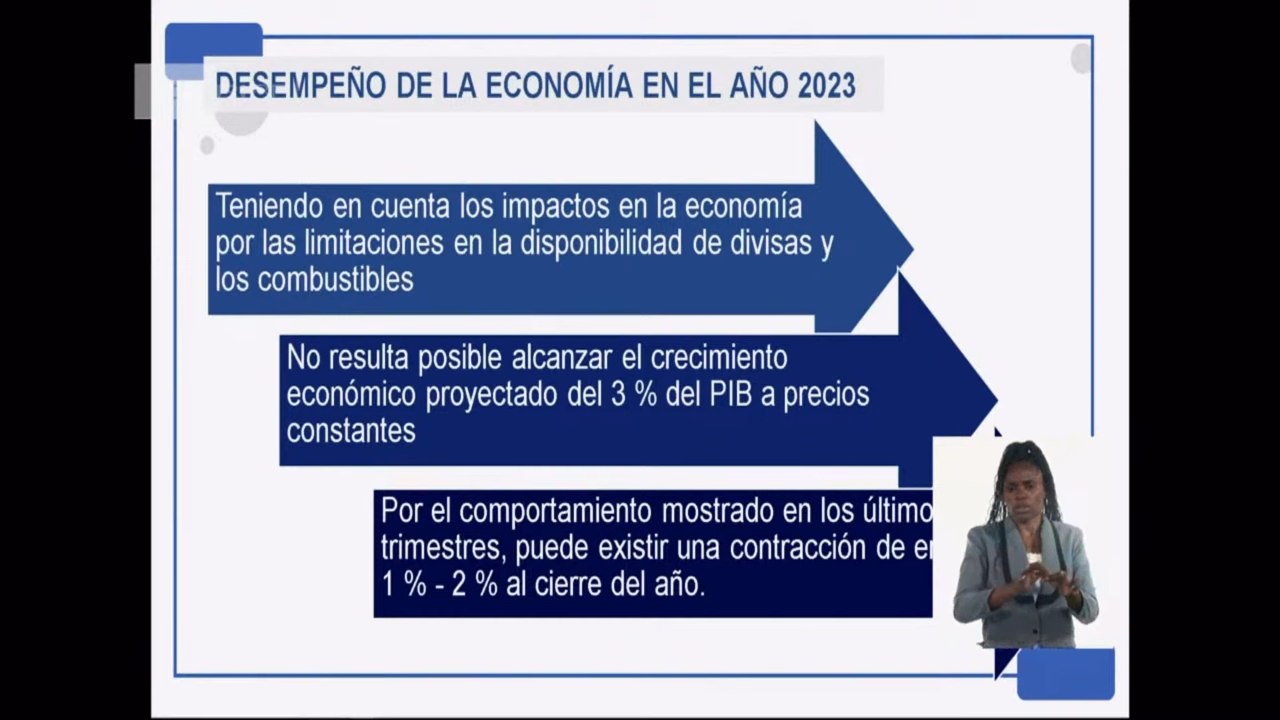 DESEMPEÑO DE LA ECONOMÍA EN EL AÑO 2023
Teniendo en cuenta los impactos en la economía
por las limitaciones en la disponibilidad de divisas y
los combustibles
No resulta posible alcanzar el crecimiento
económico proyectado del 3 % del PIB a precios
constantes
Por el comportamiento mostrado en los último
trimestres, puede existir una contracción de
1 % - 2 % al cierre del año.